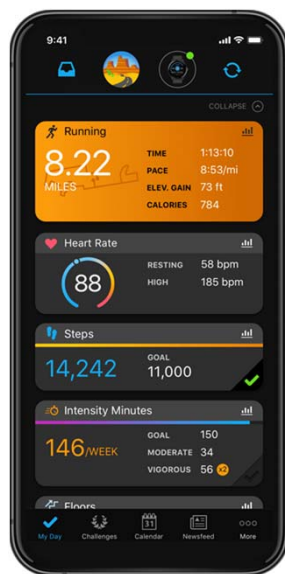 9:41
COLLAPSE
Running
8.22
MILES
TIME 1:13:10
PACE 8:53/mi
ELEV. GAIN 73 ft
CALORIES 784
Heart Rate
88
RESTING 58 bpm
HIGH 185 bpm
Steps
14,242
GOAL
11,000
Intensity Minutes
146/WEEK
GOAL 150
MODERATE 34
VIGOROUS 56 x2
Floors
31
My Day Challenges Calendar Newsfeed More